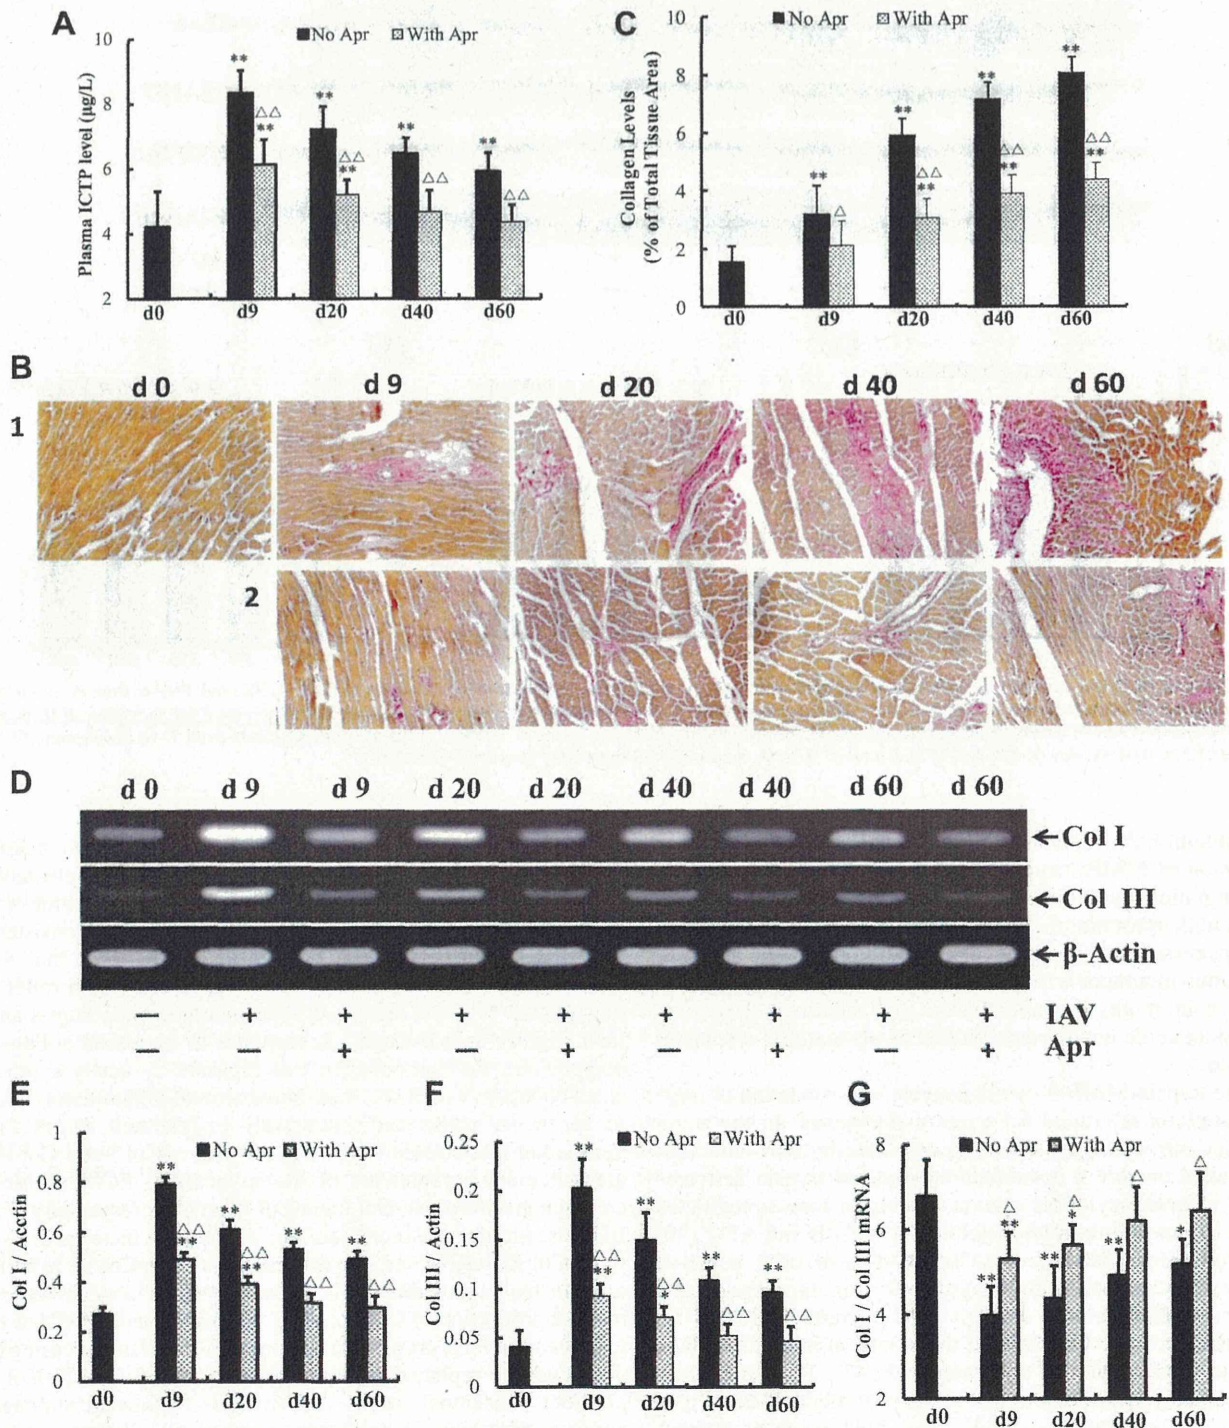 A
No Apr With Apr
Plasma ICTP level (µg/L)
10
8
6
4
2
**
**
△△
**
**
△△
**
△△
**
△△
d0 d9 d20 d40 d60
C
No Apr With Apr
Collagen Levels
(% of Total Tissue Area)
10
8
6
4
2
0
**
△
**
△△
**
**
△△
**
**
△△
**
d0 d9 d20 d40 d60
B
d 0 d 9 d 20 d 40 d 60
1
2
D
d 0 d 9 d 9 d 20 d 20 d 40 d 40 d 60 d 60
←Col I
←Col III
←β-Actin
— + + + + + + + + IAV
— — + — + — + — + Apr
E
No Apr With Apr
Col I / Acctin
1
0.8
0.6
0.4
0.2
0
**
△△
**
**
△△
**
**
△△
**
△△
d0 d9 d20 d40 d60
F
No Apr With Apr
Col III / Actin
0.25
0.2
0.15
0.1
0.05
0
**
△△
**
**
△△
*
**
△△
**
△△
d0 d9 d20 d40 d60
G
No Apr With Apr
Col I / Col III mRNA
8
6
4
2
**
△
**
**
△
*
**
△
*
△
d0 d9 d20 d40 d60